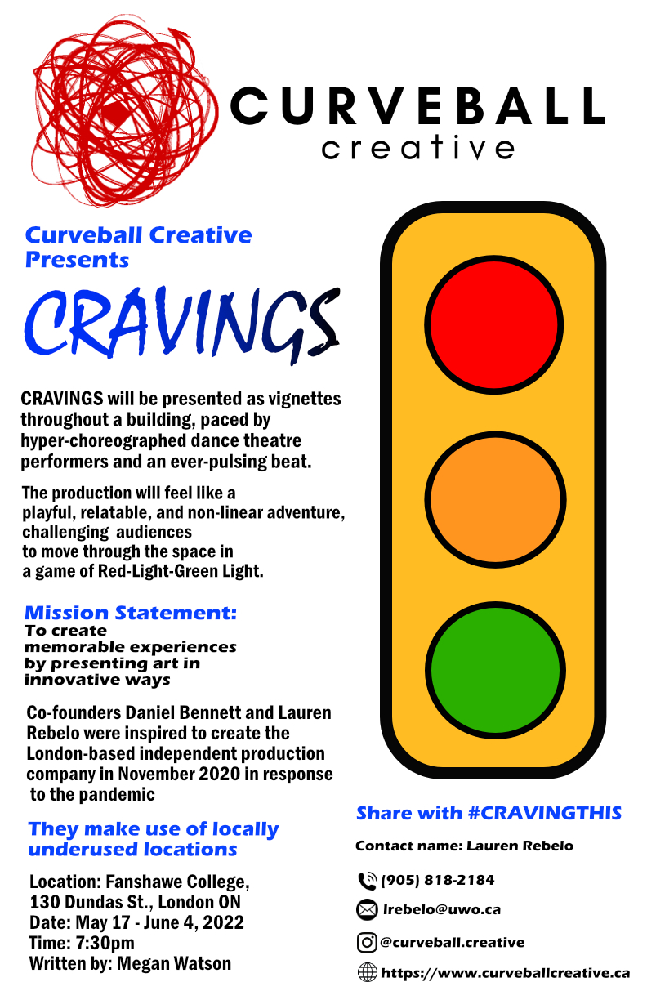 CURVEBALL
creative
Curveball Creative
Presents
CRAVINGS
CRAVINGS will be presented as vignettes
throughout a building, paced by
hyper-choreographed dance theatre
performers and an ever-pulsing beat.
The production will feel like a
playful, relatable, and non-linear adventure,
challenging  audiences
to move through the space in
a game of Red-Light-Green Light.
Mission Statement:
To create
memorable experiences
by presenting art in
innovative ways
Co-founders Daniel Bennett and Lauren
Rebelo were inspired to create the
London-based independent production
company in November 2020 in response
to the pandemic
They make use of locally
underused locations
Location: Fanshawe College,
130 Dundas St., London ON
Date: May 17 - June 4, 2022
Time: 7:30pm
Written by: Megan Watson
Share with #CRAVINGTHIS
Contact name: Lauren Rebelo
(905) 818-2184
lrebelo@uwo.ca
@curveball.creative
https://www.curveballcreative.ca